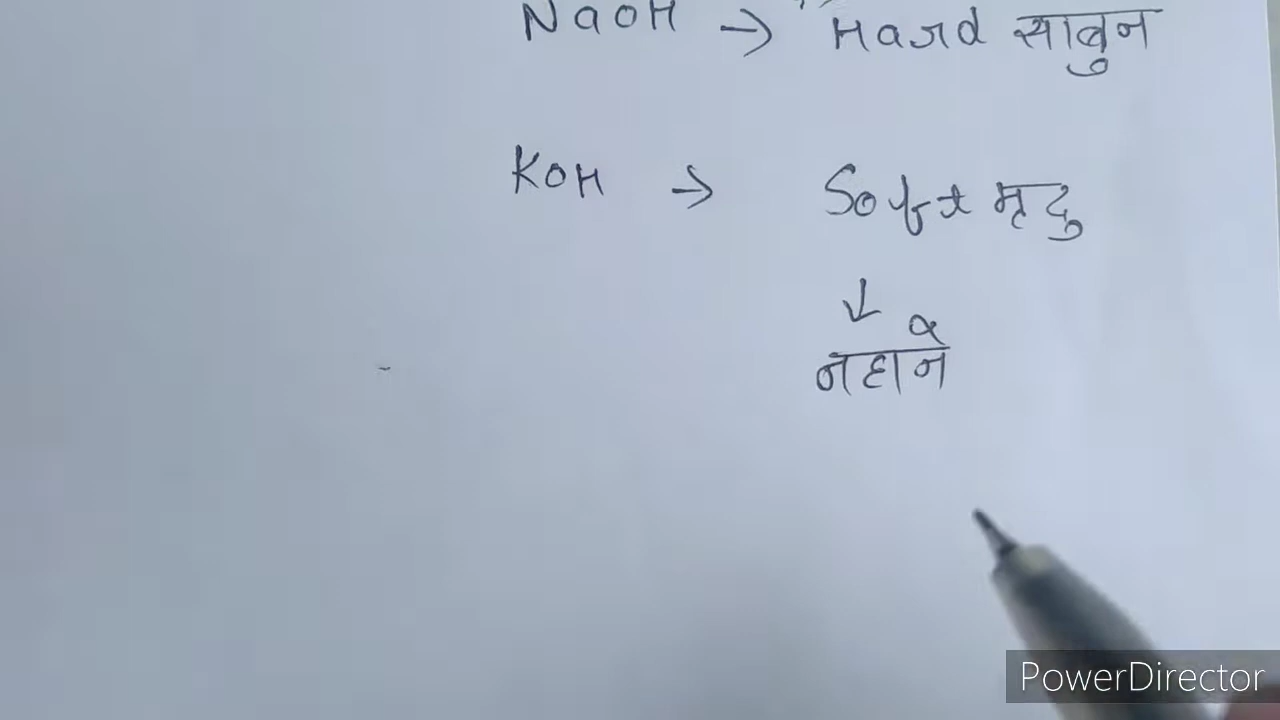 NaOH → Hard साबुन
KOH → Soft मृदु
↓
नहाने
PowerDirector